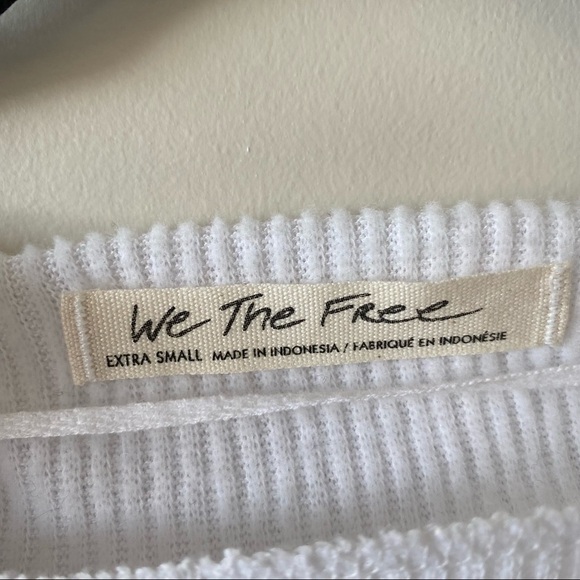 We The Free
EXTRA SMALL MADE IN INDONESIA / FABRIQUÉ EN INDONÉSIE